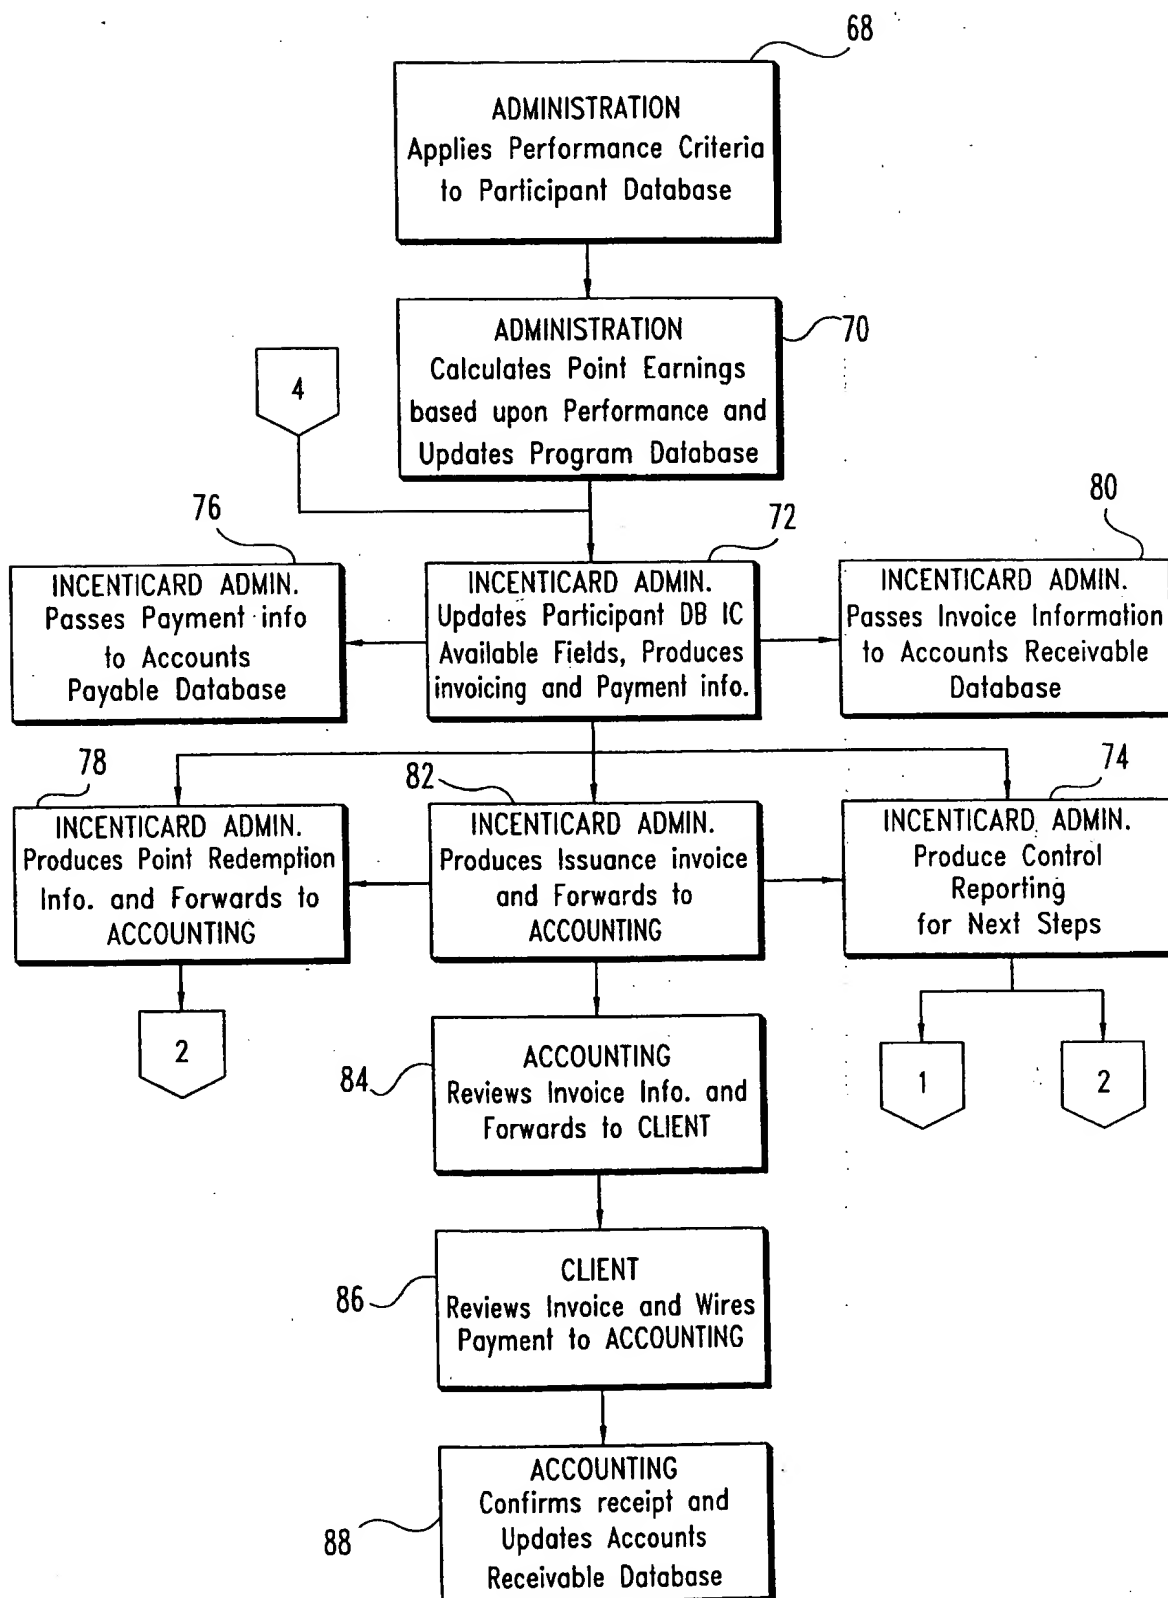 68
ADMINISTRATION
Applies Performance Criteria
to Participant Database
70
ADMINISTRATION
Calculates Point Earnings
based upon Performance and
Updates Program Database
4
76
INCENTICARD ADMIN.
Passes Payment info
to Accounts
Payable Database
72
INCENTICARD ADMIN.
Updates Participant DB IC
Available Fields, Produces
invoicing and Payment info.
80
INCENTICARD ADMIN.
Passes Invoice Information
to Accounts Receivable
Database
78
INCENTICARD ADMIN.
Produces Point Redemption
Info. and Forwards to
ACCOUNTING
82
INCENTICARD ADMIN.
Produces Issuance invoice
and Forwards to
ACCOUNTING
74
INCENTICARD ADMIN.
Produce Control
Reporting
for Next Steps
2
1
2
84
ACCOUNTING
Reviews Invoice Info. and
Forwards to CLIENT
86
CLIENT
Reviews Invoice and Wires
Payment to ACCOUNTING
88
ACCOUNTING
Confirms receipt and
Updates Accounts
Receivable Database